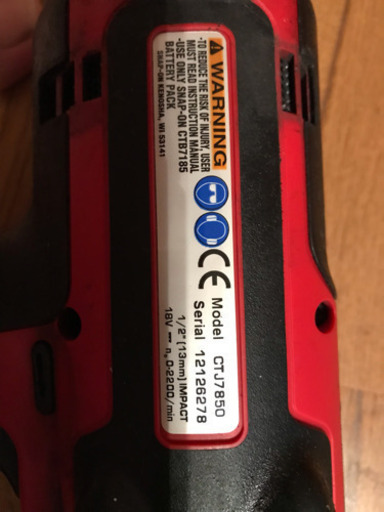 WARNING
-TO REDUCE THE RISK OF INJURY, USER
MUST READ INSTRUCTION MANUAL
-USE ONLY SNAP-ON CTB7185
BATTERY PACK
SNAP-ON KENOSHA, WI 53141
CE
Model CTJ7850
Serial 12126278
1/2" (13mm) IMPACT
18V ⎓ n₀ 0-2200/min